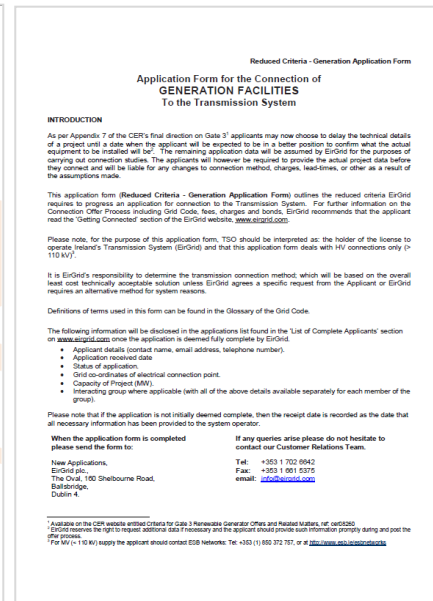 Reduced Criteria - Generation Application Form
Application Form for the Connection of
GENERATION FACILITIES
To the Transmission System
INTRODUCTION
As per Appendix 7 of the CER's final direction on Gate 3¹ applicants may now choose to delay the technical details
of a project until a date when the applicant will be expected to be in a better position to confirm what the actual
equipment to be installed will be². The remaining application data will be assumed by EirGrid for the purposes of
carrying out connection studies. The applicants will however be required to provide the actual project data before
they connect and will be liable for any changes to connection method, charges, lead-times, or other as a result of
the assumptions made.
This application form (Reduced Criteria - Generation Application Form) outlines the reduced criteria EirGrid
requires to progress an application for connection to the transmission system. For further information on the
Connection Offer Process including Grid Code, fees, charges and bonds, EirGrid recommends that the applicant
read the 'Getting Connected' section of the EirGrid website, www.eirgrid.com.
Please note, for the purpose of this application form, TSO should be interpreted as: the holder of the license to
operate Ireland's Transmission System (EirGrid) and that this application form deals with HV connections only (>
110 kV)³.
It is EirGrid's responsibility to determine the transmission connection method; which will be based on the overall
least cost technically acceptable solution unless EirGrid agrees a specific request from the Applicant or EirGrid
requires an alternative method for system reasons.
Definitions of terms used in this form can be found in the Glossary of the Grid Code.
The following information will be disclosed in the applications list found in the 'List of Complete Applicants' section
on www.eirgrid.com once the application is deemed fully complete by EirGrid.
• Applicant details (contact name, email address, telephone number).
• Application received date
• Status of application.
• Grid co-ordinates of electrical connection point.
• Capacity of Project (MW).
• Interacting group where applicable (with all of the above details available separately for each member of the
group).
Please note that if the application is not initially deemed complete, then the receipt date is recorded as the date that
all necessary information has been provided to the system operator.
When the application form is completed
please send the form to:
New Applications,
EirGrid plc.,
The Oval, 160 Shelbourne Road,
Ballsbridge,
Dublin 4.
If any queries arise please do not hesitate to
contact our Customer Relations Team.
Tel: +353 1 702 6642
Fax: +353 1 661 5375
email: info@eirgrid.com
¹ Available on the CER website entitled Criteria for Gate 3 Renewable Generator Offers and Related Matters, ref: cer08260
² EirGrid reserves the right to request additional data if necessary and the applicant should provide such information promptly during and post the
offer process.
³ For MV (< 110 kV) supply the applicant should contact ESB Networks: Tel: +353 (1) 850 372 757, or at http://www.esb.ie/esbnetworks